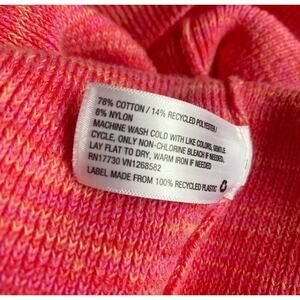 78% COTTON / 14% RECYCLED POLYESTER /
8% NYLON
MACHINE WASH COLD WITH LIKE COLORS, GENTLE
CYCLE, ONLY NON-CHLORINE BLEACH IF NEEDED,
LAY FLAT TO DRY, WARM IRON IF NEEDED
RN17730 VN1268582
LABEL MADE FROM 100% RECYCLED PLASTIC